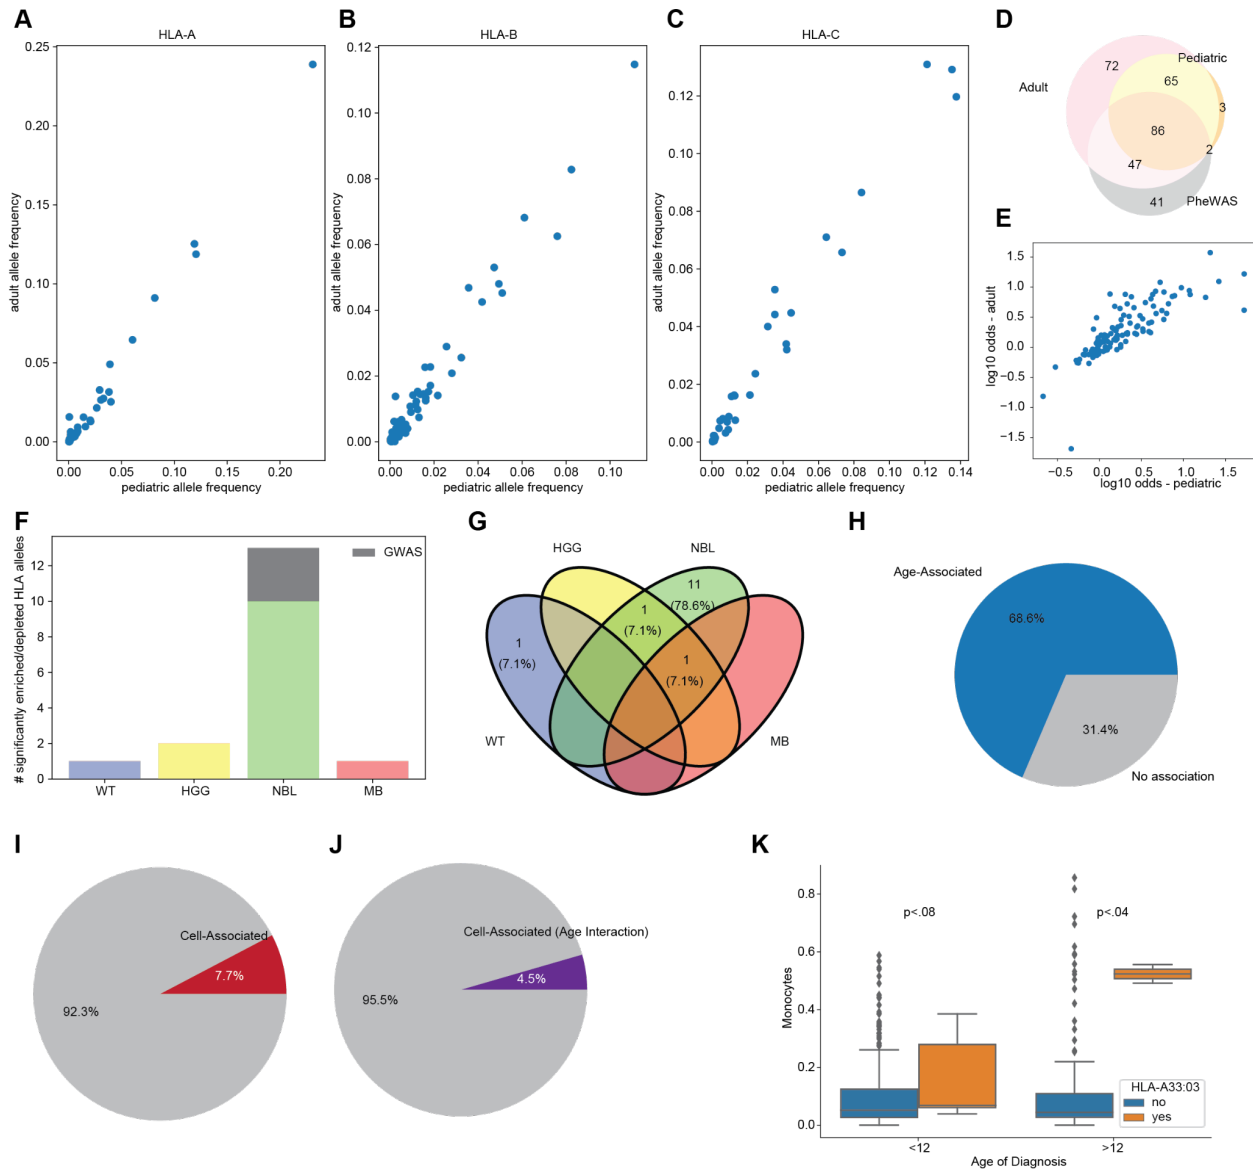 A
B
C
D
HLA-A
HLA-B
HLA-C
0.25
0.20
0.15
0.10
0.05
0.00
adult allele frequency
0.00
0.05
0.10
0.15
0.20
pediatric allele frequency
0.12
0.10
0.08
0.06
0.04
0.02
0.00
adult allele frequency
0.00
0.02
0.04
0.06
0.08
0.10
pediatric allele frequency
0.12
0.10
0.08
0.06
0.04
0.02
0.00
adult allele frequency
0.00
0.02
0.04
0.06
0.08
0.10
0.12
0.14
pediatric allele frequency
72
Pediatric
65
Adult
3
86
2
47
41
PheWAS
E
1.5
1.0
0.5
0.0
−0.5
−1.0
−1.5
log10 odds - adult
−0.5
0.0
0.5
1.0
1.5
log10 odds - pediatric
F
12
10
8
6
4
2
0
# significantly enriched/depleted HLA alleles
GWAS
WT
HGG
NBL
MB
G
HGG
NBL
11
(78.6%)
1
(7.1%)
1
(7.1%)
1
(7.1%)
WT
MB
H
Age-Associated
68.6%
31.4%
No association
I
Cell-Associated
7.7%
92.3%
J
Cell-Associated (Age Interaction)
4.5%
95.5%
K
0.8
0.6
0.4
0.2
0.0
Monocytes
p<.08
p<.04
HLA-A33:03
no
yes
<12
>12
Age of Diagnosis